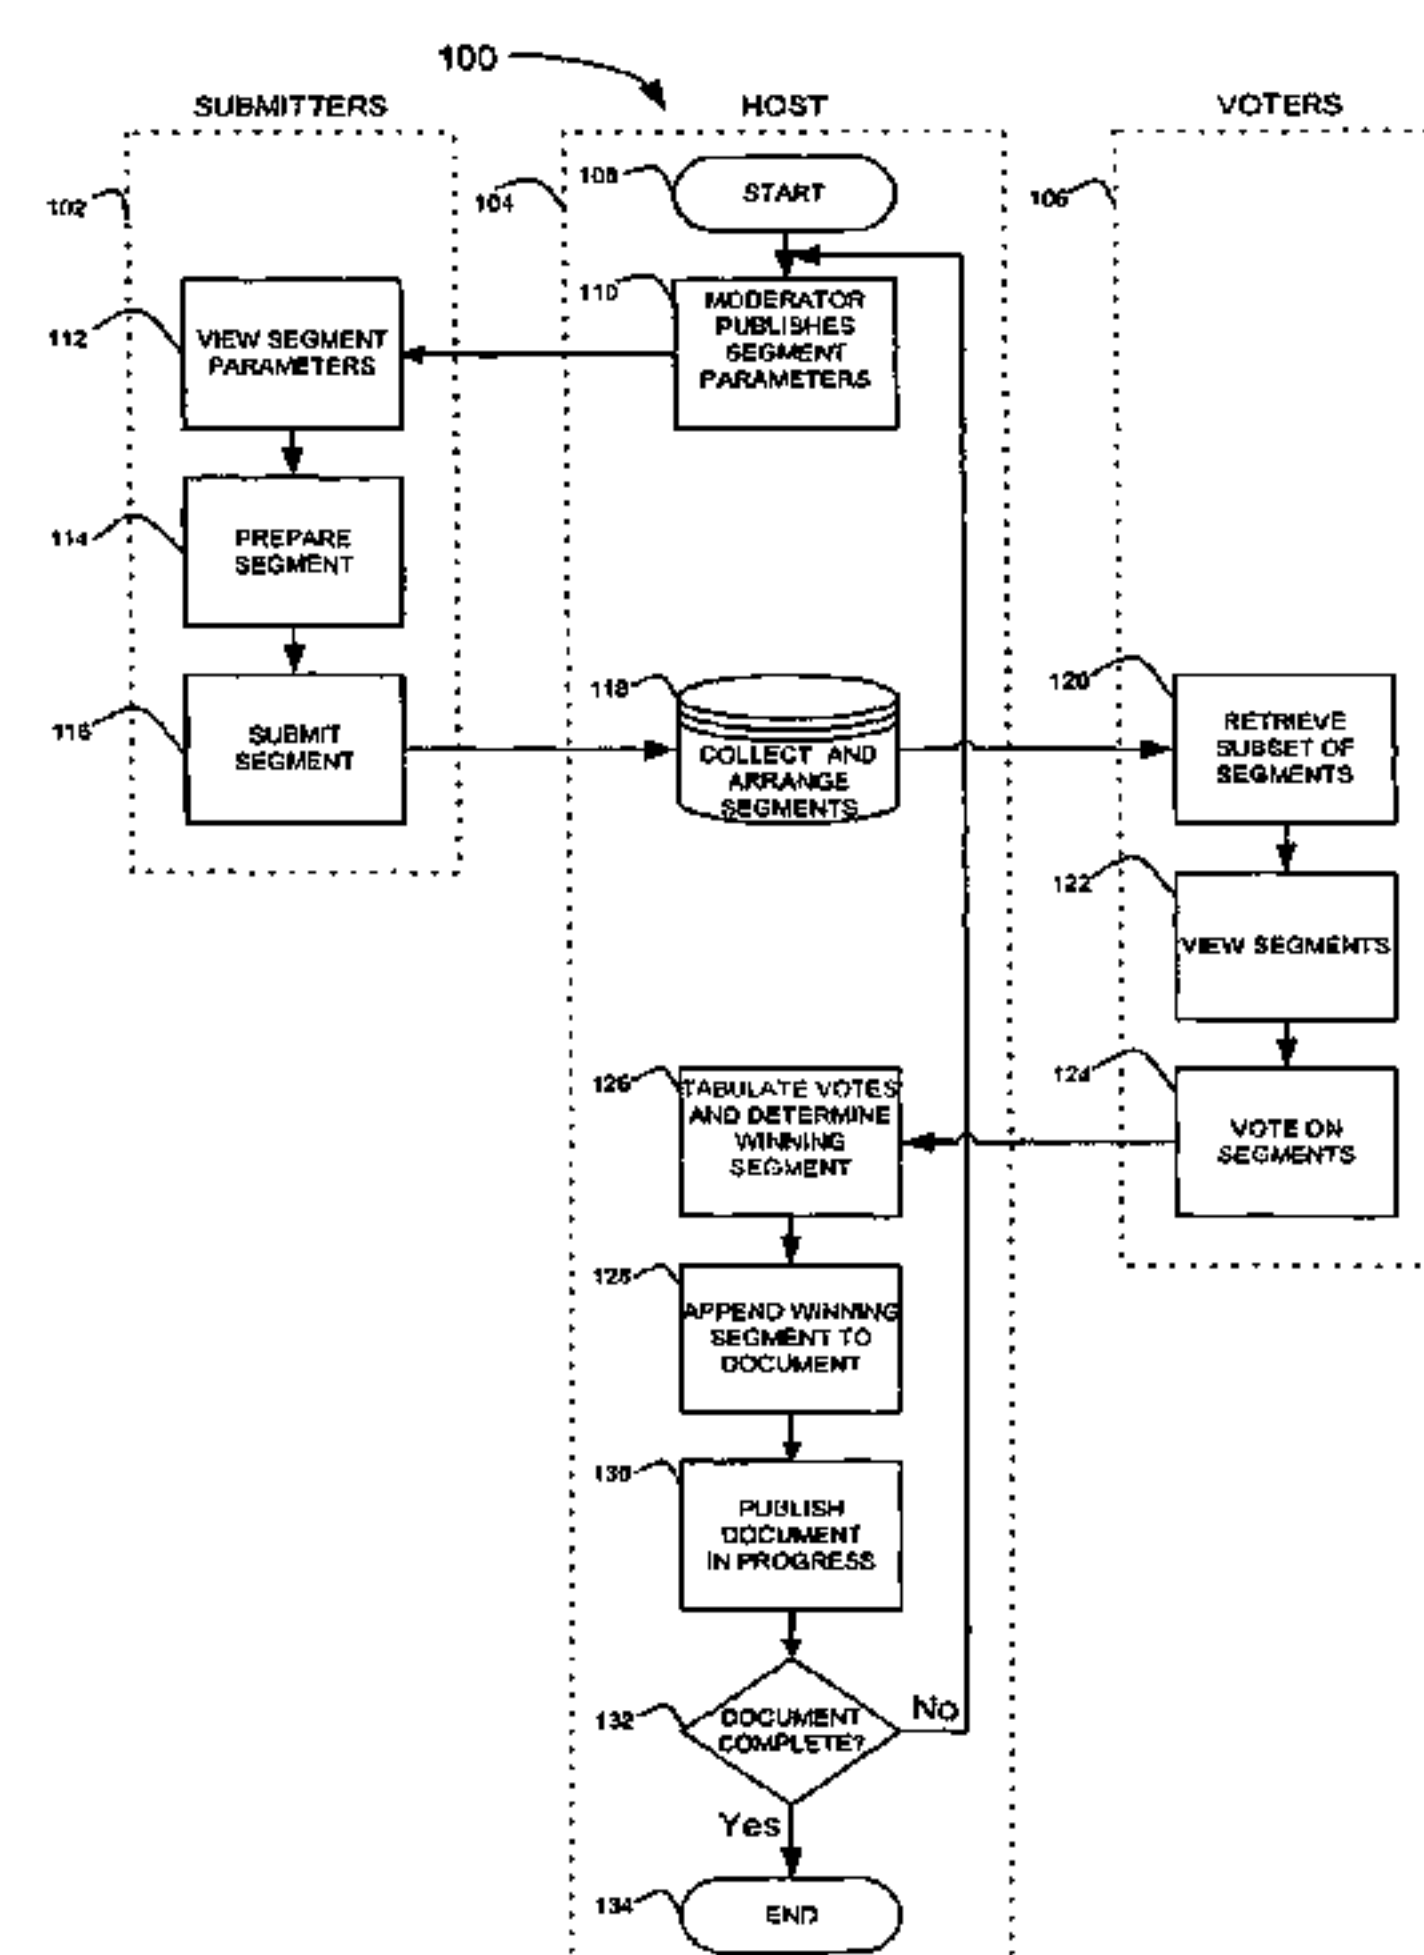 100
SUBMITTERS
HOST
VOTERS
102
104
106
108
START
110
MODERATOR
PUBLISHES
SEGMENT
PARAMETERS
112
VIEW SEGMENT
PARAMETERS
114
PREPARE
SEGMENT
116
SUBMIT
SEGMENT
118
COLLECT AND
ARRANGE
SEGMENTS
120
RETRIEVE
SUBSET OF
SEGMENTS
122
VIEW SEGMENTS
124
VOTE ON
SEGMENTS
126
TABULATE VOTES
AND DETERMINE
WINNING
SEGMENT
128
APPEND WINNING
SEGMENT TO
DOCUMENT
130
PUBLISH
DOCUMENT
IN PROGRESS
132
DOCUMENT
COMPLETE?
No
Yes
134
END